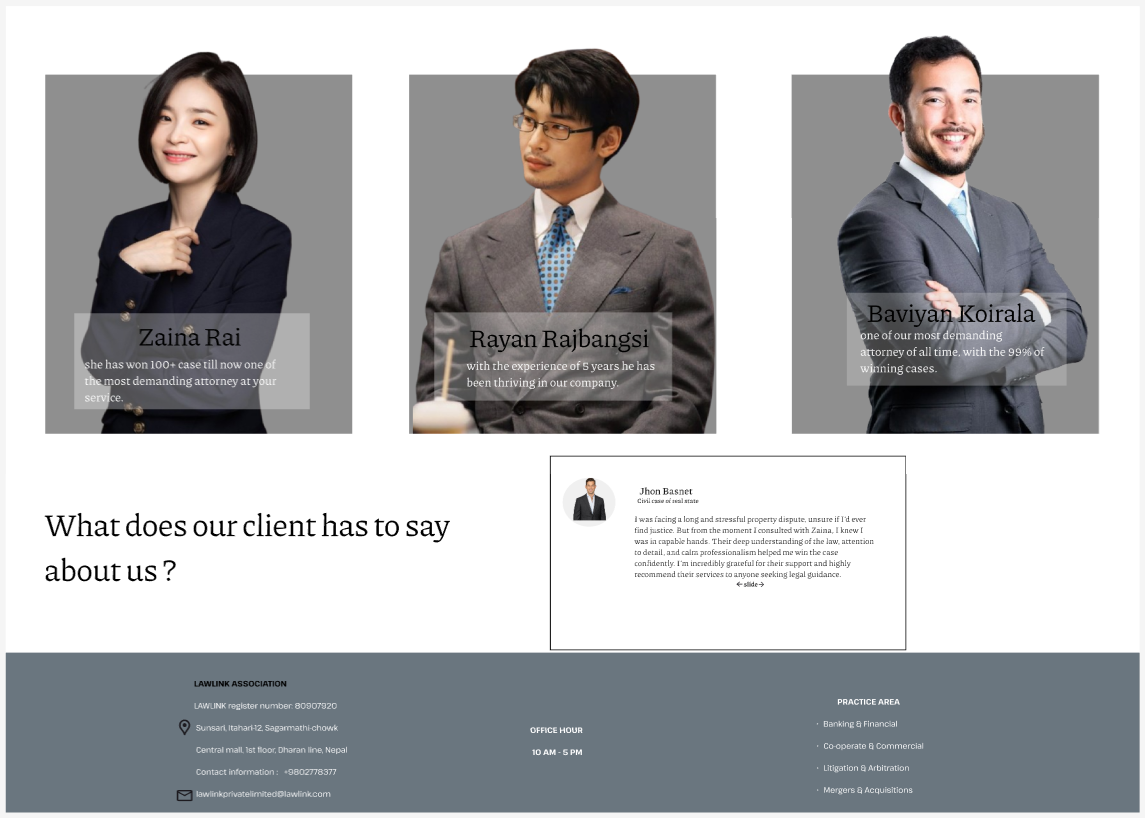 Zaina Rai
she has won 100+ case till now one of
the most demanding attorney at your
service.
Rayan Rajbangsi
with the experience of 5 years he has
been thriving in our company.
Baviyan Koirala
one of our most demanding
attorney of all time, with the 99% of
winning cases.
What does our client has to say
about us ?
Jhon Basnet
Civil case of real state
I was facing a long and stressful property dispute, unsure if I'd ever
find justice. But from the moment I consulted with Zaina, I knew I
was in capable hands. Their deep understanding of the law, attention
to detail, and calm professionalism helped me win the case
confidently. I'm incredibly grateful for their support and highly
recommend their services to anyone seeking legal guidance.
←slide→
LAWLINK ASSOCIATION
LAWLINK register number: 80907920
Sunsari, Itahari-12, Sagarmathi-chowk
Central mall, 1st floor, Dharan line, Nepal
Contact information : +9802778377
lawlinkprivatelimited@lawlink.com
OFFICE HOUR
10 AM - 5 PM
PRACTICE AREA
· Banking & Financial
· Co-operate & Commercial
· Litigation & Arbitration
· Mergers & Acquisitions